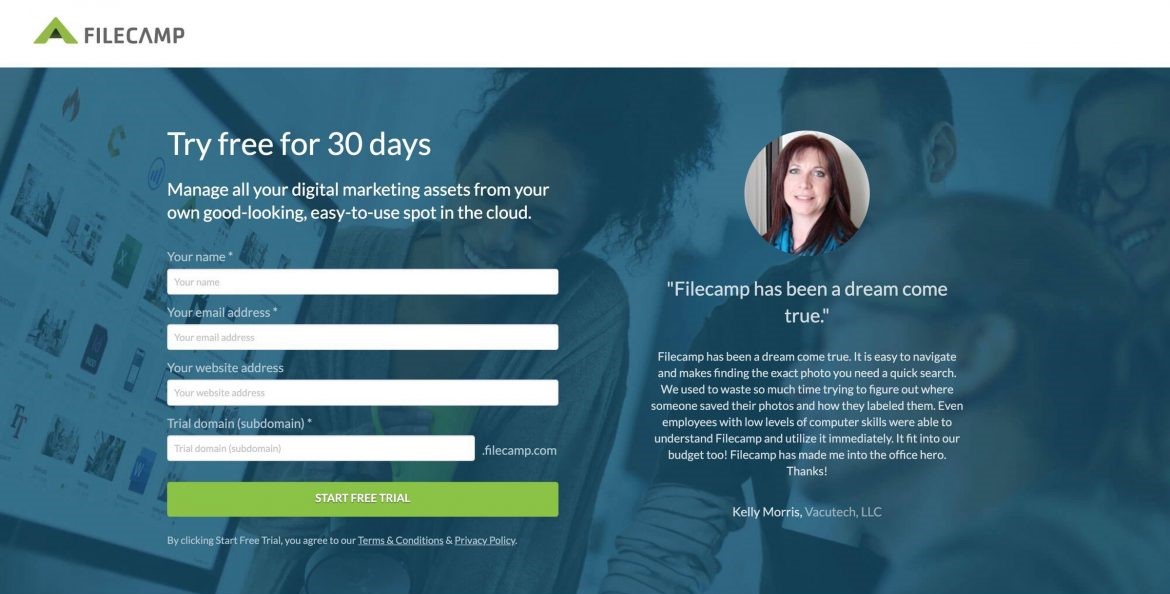 FILECAMP
Try free for 30 days
Manage all your digital marketing assets from your
own good-looking, easy-to-use spot in the cloud.
Your name *
Your name
Your email address *
Your email address
Your website address
Your website address
Trial domain (subdomain) *
Trial domain (subdomain)
.filecamp.com
START FREE TRIAL
By clicking Start Free Trial, you agree to our Terms & Conditions & Privacy Policy.
"Filecamp has been a dream come
true."
Filecamp has been a dream come true. It is easy to navigate
and makes finding the exact photo you need a quick search.
We used to waste so much time trying to figure out where
someone saved their photos and how they labeled them. Even
employees with low levels of computer skills were able to
understand Filecamp and utilize it immediately. It fit into our
budget too! Filecamp has made me into the office hero.
Thanks!
Kelly Morris, Vacutech, LLC